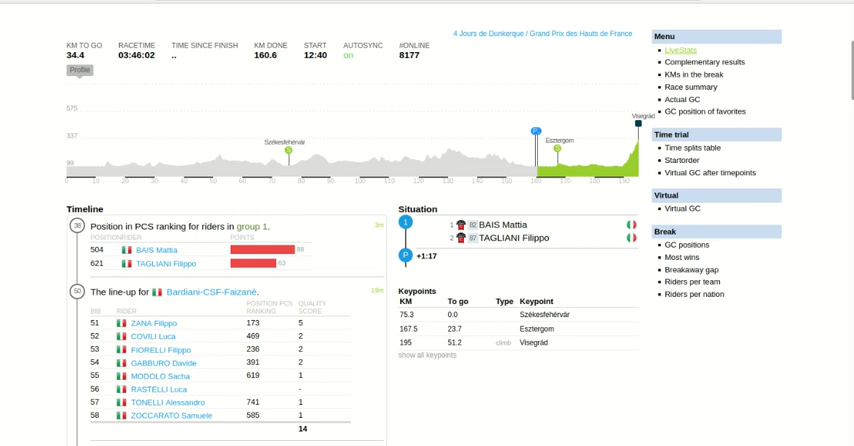 4 Jours de Dunkerque / Grand Prix des Hauts de France
KM TO GO RACETIME TIME SINCE FINISH KM DONE START AUTOSYNC #ONLINE
34.4 03:46:02 .. 160.6 12:40 on 8177
Profile
575
337
99
Székesfehérvár
S
P
Esztergom
S
Visegrád
0 10 20 30 40 50 60 70 80 90 100 110 120 130 140 150 160 170 180 190
Timeline
38
Position in PCS ranking for riders in group 1. 3m
POSITION RIDER POINTS
504 BAIS Mattia 88
621 TAGLIANI Filippo 63
50
The line-up for Bardiani-CSF-Faizanè. 19m
BIB RIDER POSITION PCS RANKING QUALITY SCORE
51 ZANA Filippo 173 5
52 COVILI Luca 469 2
53 FIORELLI Filippo 236 2
54 GABBURO Davide 391 2
55 MODOLO Sacha 619 1
56 RASTELLI Luca -
57 TONELLI Alessandro 741 1
58 ZOCCARATO Samuele 585 1
14
Situation
1
1 82 BAIS Mattia
2 87 TAGLIANI Filippo
P +1:17
Keypoints
KM To go Type Keypoint
75.3 0.0 Székesfehérvár
167.5 23.7 Esztergom
195 51.2 climb Visegrád
show all keypoints
Menu
LiveStats
Complementary results
KMs in the break
Race summary
Actual GC
GC position of favorites
Time trial
Time splits table
Startorder
Virtual GC after timepoints
Virtual
Virtual GC
Break
GC positions
Most wins
Breakaway gap
Riders per team
Riders per nation